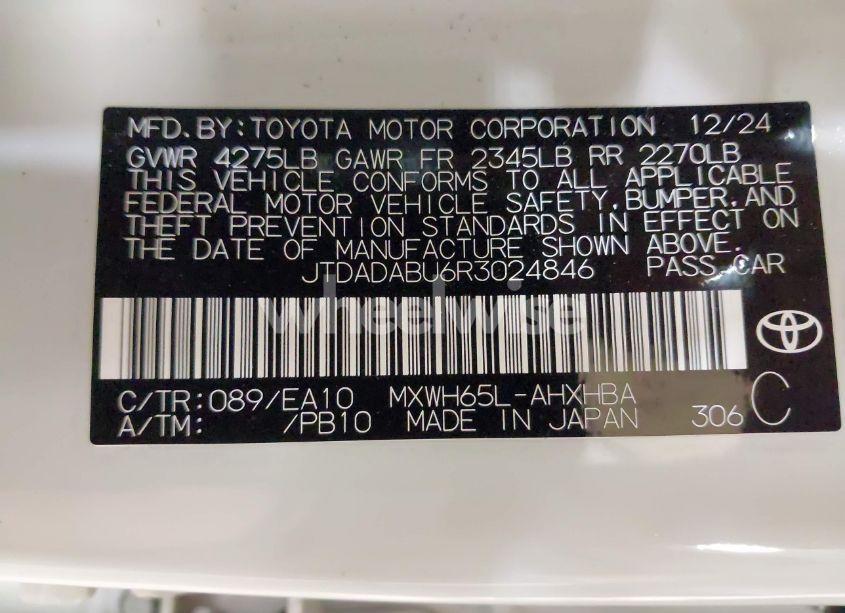 MFD.BY:TOYOTA MOTOR CORPORATION 12/24
GVWR 4275LB GAWR FR 2345LB RR 2270LB
THIS VEHICLE CONFORMS TO ALL APPLICABLE
FEDERAL MOTOR VEHICLE SAFETY,BUMPER,AND
THEFT PREVENTION STANDARDS IN EFFECT ON
THE DATE OF MANUFACTURE SHOWN ABOVE.
JTDADABU6R3024846 PASS.CAR
wheelwise
C/TR:089/EA10 MXWH65L-AHXHBA
A/TM: /PB10 MADE IN JAPAN 306 C